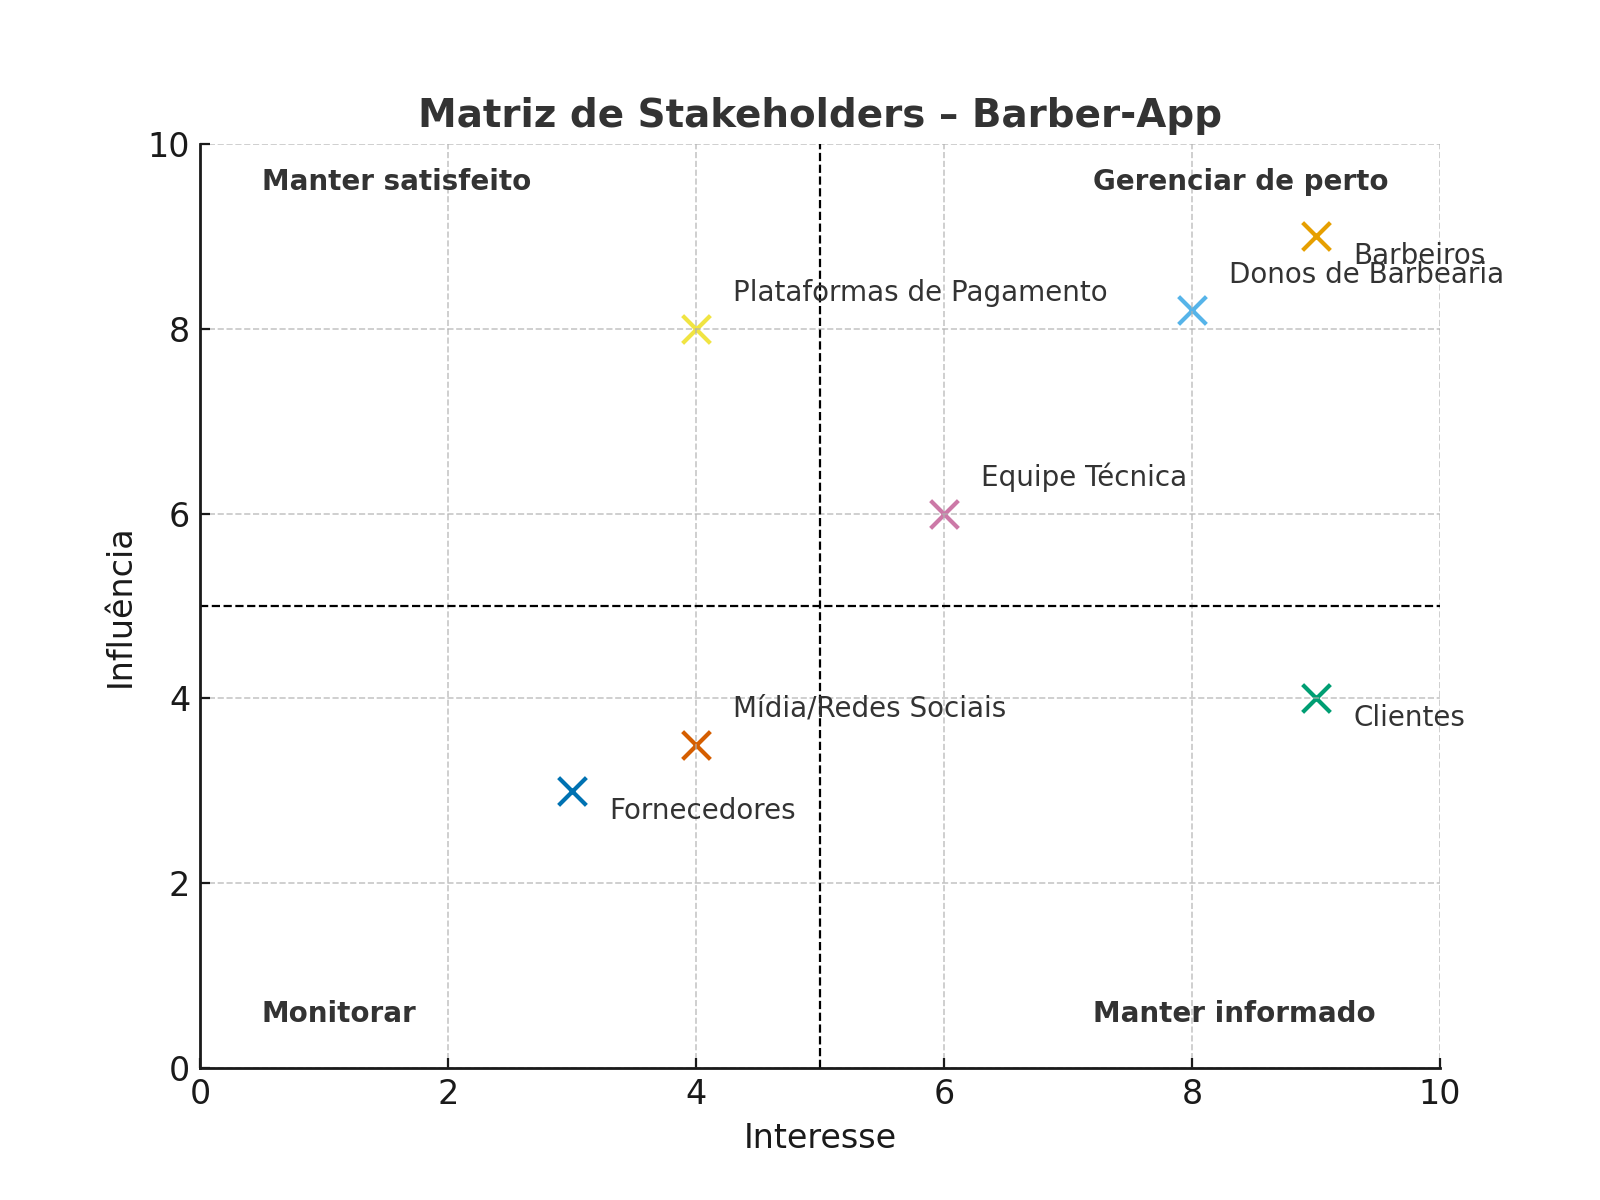 Matriz de Stakeholders – Barber-App
10
Manter satisfeito
Gerenciar de perto
Barbeiros
Donos de Barbearia
Plataformas de Pagamento
8
Equipe Técnica
6
Influência
4
Mídia/Redes Sociais
Clientes
Fornecedores
2
Monitorar
Manter informado
0
0 2 4 6 8 10
Interesse